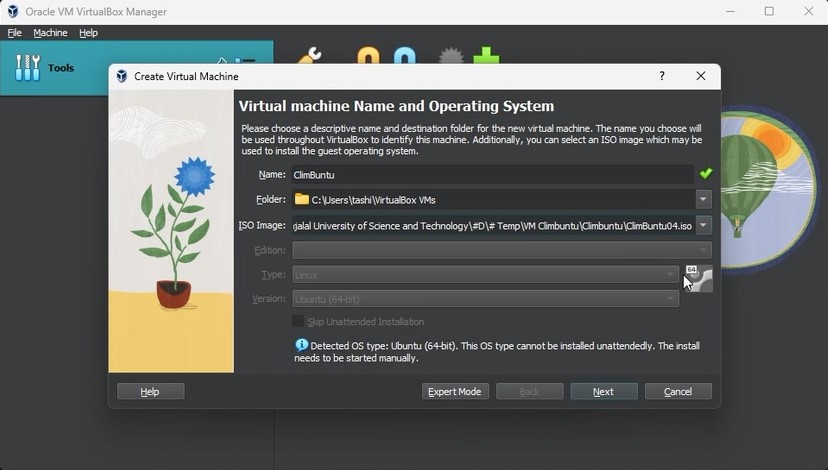 Oracle VM VirtualBox Manager
File Machine Help
Tools
Create Virtual Machine
?
Virtual machine Name and Operating System
Please choose a descriptive name and destination folder for the new virtual machine. The name you choose will
be used throughout VirtualBox to identify this machine. Additionally, you can select an ISO image which may be
used to install the guest operating system.
Name: ClimBuntu
Folder: C:\Users\tashi\VirtualBox VMs
ISO Image: ujalal University of Science and Technology\#D\# Temp\VM Climbuntu\Climbuntu\ClimBuntu04.iso
Edition:
Type: Linux
64
Version: Ubuntu (64-bit)
Skip Unattended Installation
Detected OS type: Ubuntu (64-bit). This OS type cannot be installed unattendedly. The install
needs to be started manually.
Help Expert Mode Back Next Cancel